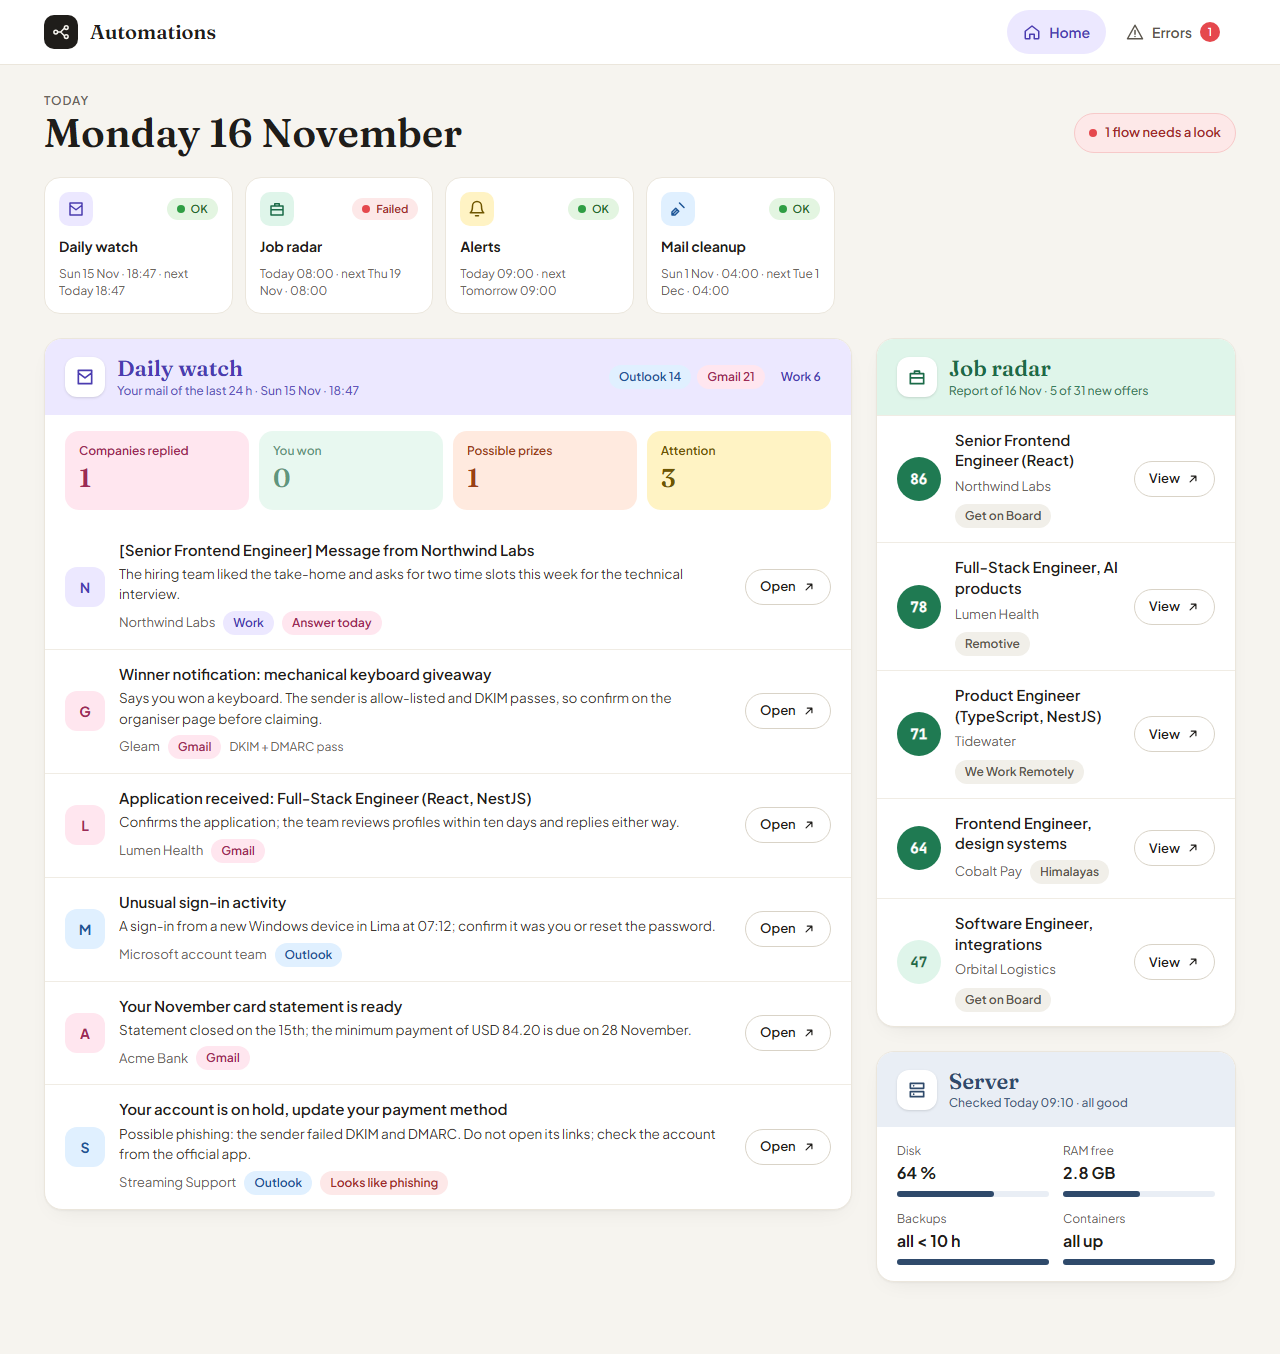 Automations
Home
Errors 1
TODAY
Monday 16 November
1 flow needs a look
OK
Daily watch
Sun 15 Nov · 18:47 · next
Today 18:47
Failed
Job radar
Today 08:00 · next Thu 19
Nov · 08:00
OK
Alerts
Today 09:00 · next
Tomorrow 09:00
OK
Mail cleanup
Sun 1 Nov · 04:00 · next Tue 1
Dec · 04:00
Daily watch
Your mail of the last 24 h · Sun 15 Nov · 18:47
Outlook 14
Gmail 21
Work 6
Companies replied
1
You won
0
Possible prizes
1
Attention
3
N
[Senior Frontend Engineer] Message from Northwind Labs
The hiring team liked the take-home and asks for two time slots this week for the technical
interview.
Northwind Labs Work Answer today
Open
G
Winner notification: mechanical keyboard giveaway
Says you won a keyboard. The sender is allow-listed and DKIM passes, so confirm on the
organiser page before claiming.
Gleam Gmail DKIM + DMARC pass
Open
L
Application received: Full-Stack Engineer (React, NestJS)
Confirms the application; the team reviews profiles within ten days and replies either way.
Lumen Health Gmail
Open
M
Unusual sign-in activity
A sign-in from a new Windows device in Lima at 07:12; confirm it was you or reset the password.
Microsoft account team Outlook
Open
A
Your November card statement is ready
Statement closed on the 15th; the minimum payment of USD 84.20 is due on 28 November.
Acme Bank Gmail
Open
S
Your account is on hold, update your payment method
Possible phishing: the sender failed DKIM and DMARC. Do not open its links; check the account
from the official app.
Streaming Support Outlook Looks like phishing
Open
Job radar
Report of 16 Nov · 5 of 31 new offers
86
Senior Frontend
Engineer (React)
Northwind Labs
Get on Board
View
78
Full-Stack Engineer, AI
products
Lumen Health
Remotive
View
71
Product Engineer
(TypeScript, NestJS)
Tidewater
We Work Remotely
View
64
Frontend Engineer,
design systems
Cobalt Pay Himalayas
View
47
Software Engineer,
integrations
Orbital Logistics
Get on Board
View
Server
Checked Today 09:10 · all good
Disk
64 %
RAM free
2.8 GB
Backups
all < 10 h
Containers
all up